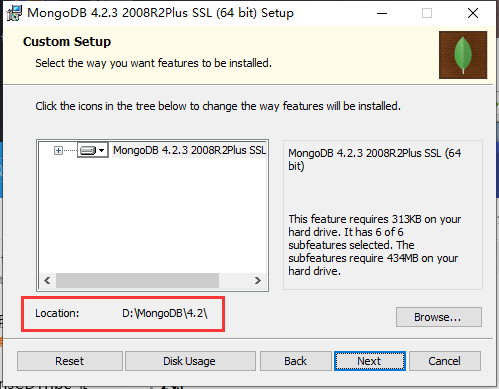 MongoDB 4.2.3 2008R2Plus SSL (64 bit) Setup
Custom Setup
Select the way you want features to be installed.
Click the icons in the tree below to change the way features will be installed.
MongoDB 4.2.3 2008R2Plus SSL
MongoDB 4.2.3 2008R2Plus SSL (64
bit)
This feature requires 313KB on your
hard drive. It has 6 of 6
subfeatures selected. The
subfeatures require 434MB on your
hard drive.
Location: D:\MongoDB\4.2\
Browse...
Reset Disk Usage Back Next Cancel